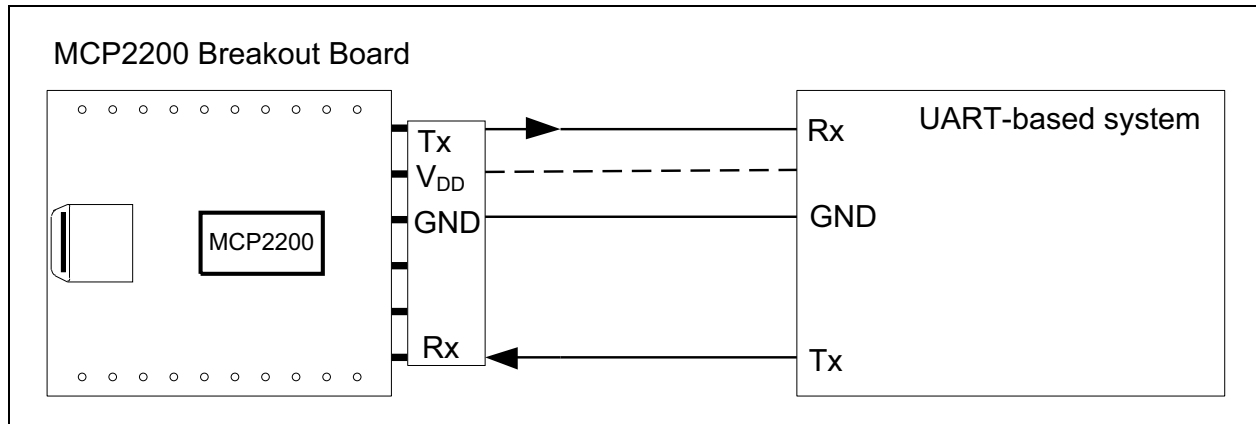 MCP2200 Breakout Board
UART-based system
MCP2200
Tx
VDD
GND
Rx
Rx
GND
Tx